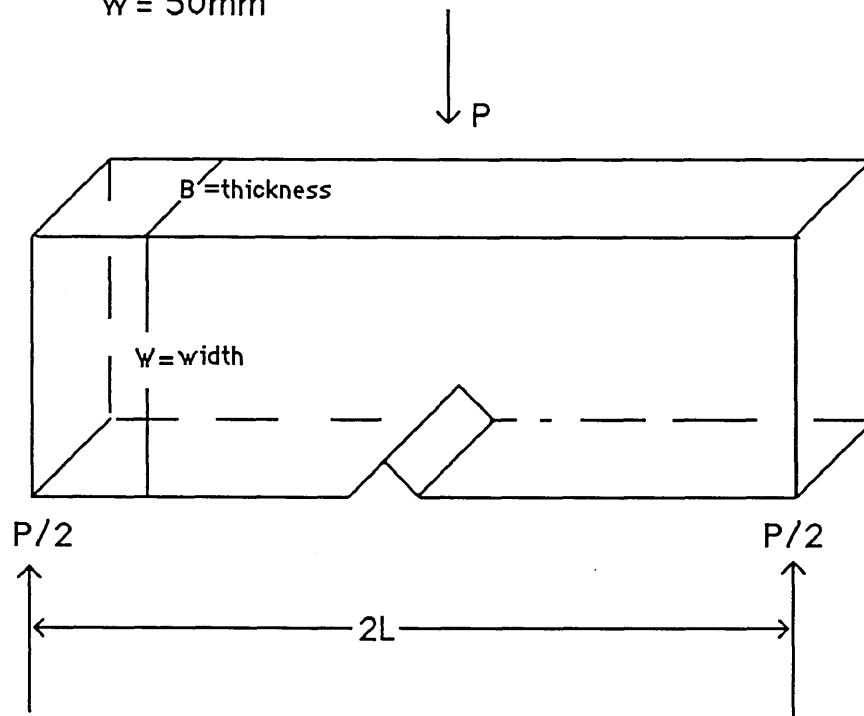 W = 50mm
P
B =thickness
W=width
P/2
P/2
2L